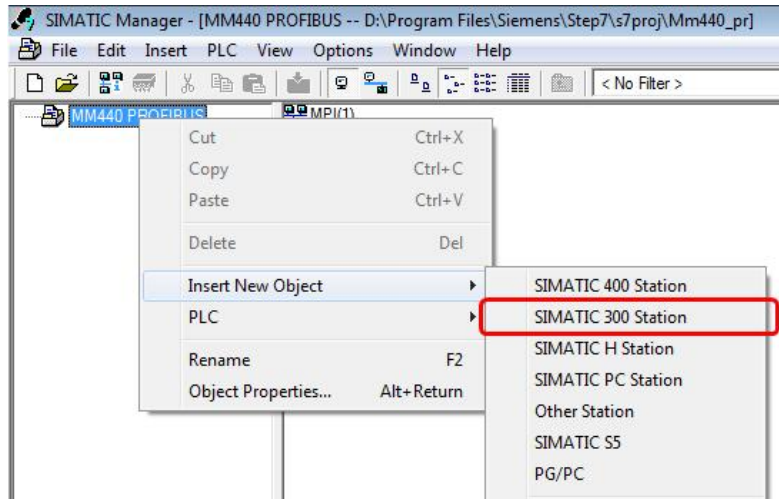 SIMATIC Manager - [MM440 PROFIBUS -- D:\Program Files\Siemens\Step7\s7proj\Mm440_pr]
File Edit Insert PLC View Options Window Help
< No Filter >
MM440 PROFIBUS MPI(1)
Cut Ctrl+X
Copy Ctrl+C
Paste Ctrl+V
Delete Del
Insert New Object SIMATIC 400 Station
PLC SIMATIC 300 Station
SIMATIC H Station
Rename F2
SIMATIC PC Station
Object Properties... Alt+Return
Other Station
SIMATIC S5
PG/PC